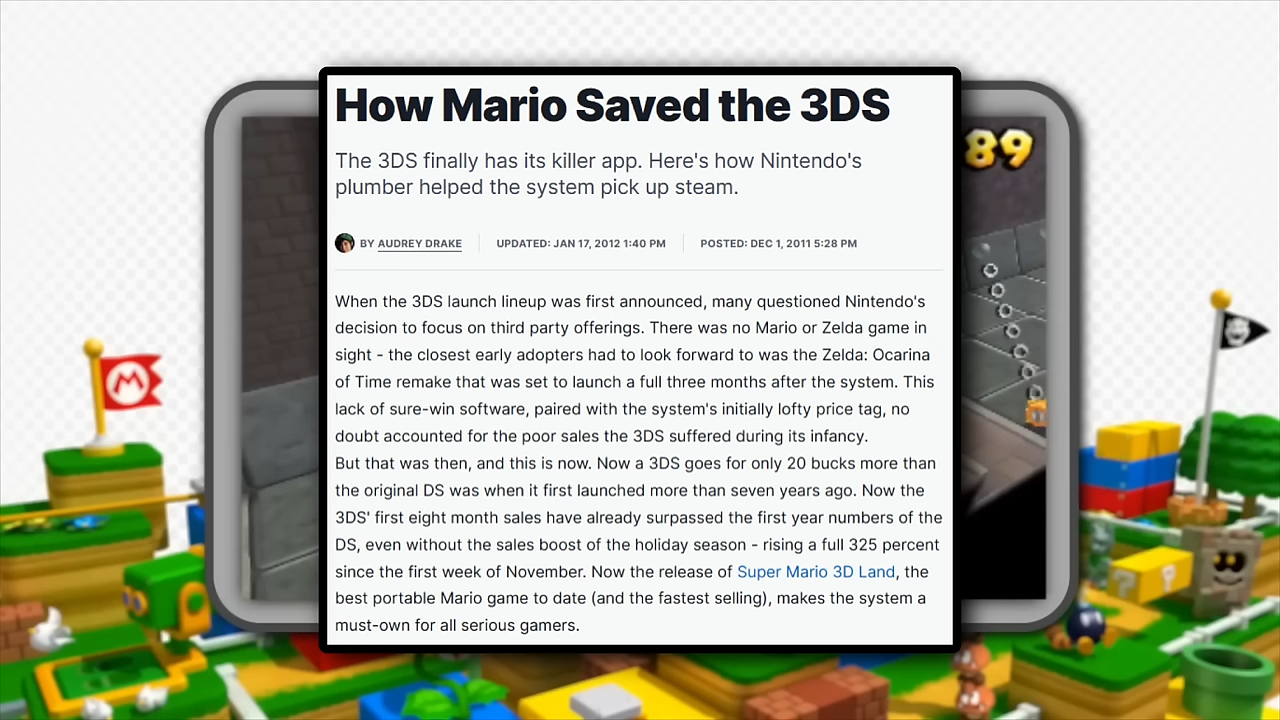 How Mario Saved the 3DS
The 3DS finally has its killer app. Here's how Nintendo's
plumber helped the system pick up steam.
BY AUDREY DRAKE
UPDATED: JAN 17, 2012 1:40 PM
POSTED: DEC 1, 2011 5:28 PM
When the 3DS launch lineup was first announced, many questioned Nintendo's
decision to focus on third party offerings. There was no Mario or Zelda game in
sight - the closest early adopters had to look forward to was the Zelda: Ocarina
of Time remake that was set to launch a full three months after the system. This
lack of sure-win software, paired with the system's initially lofty price tag, no
doubt accounted for the poor sales the 3DS suffered during its infancy.
But that was then, and this is now. Now a 3DS goes for only 20 bucks more than
the original DS was when it first launched more than seven years ago. Now the
3DS' first eight month sales have already surpassed the first year numbers of the
DS, even without the sales boost of the holiday season - rising a full 325 percent
since the first week of November. Now the release of Super Mario 3D Land, the
best portable Mario game to date (and the fastest selling), makes the system a
must-own for all serious gamers.
89
M
?
?